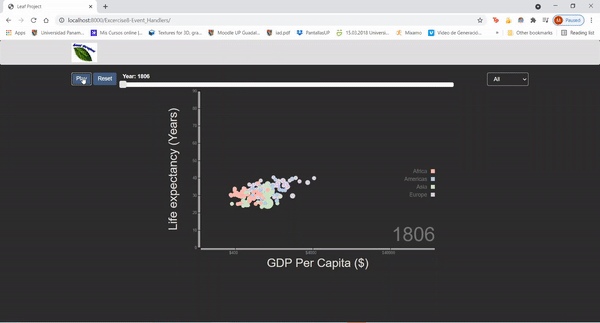 Leaf Project
localhost:8000/Excercise8-Event_Handlers/
Paused
Apps
Universidad Panam...
Mis Cursos online |...
Textures for 3D, gra...
Moodle UP Guadal...
iad.pdf
PantallasUP
15.03.2018 Univers...
Mixamo
Video de Generació...
Other bookmarks
Reading list
Play
Reset
Year: 1806
All
Life expectancy (Years)
90
80
70
60
50
40
30
20
10
0
Africa
Americas
Asia
Europe
1806
$400
$4000
$40000
GDP Per Capita ($)